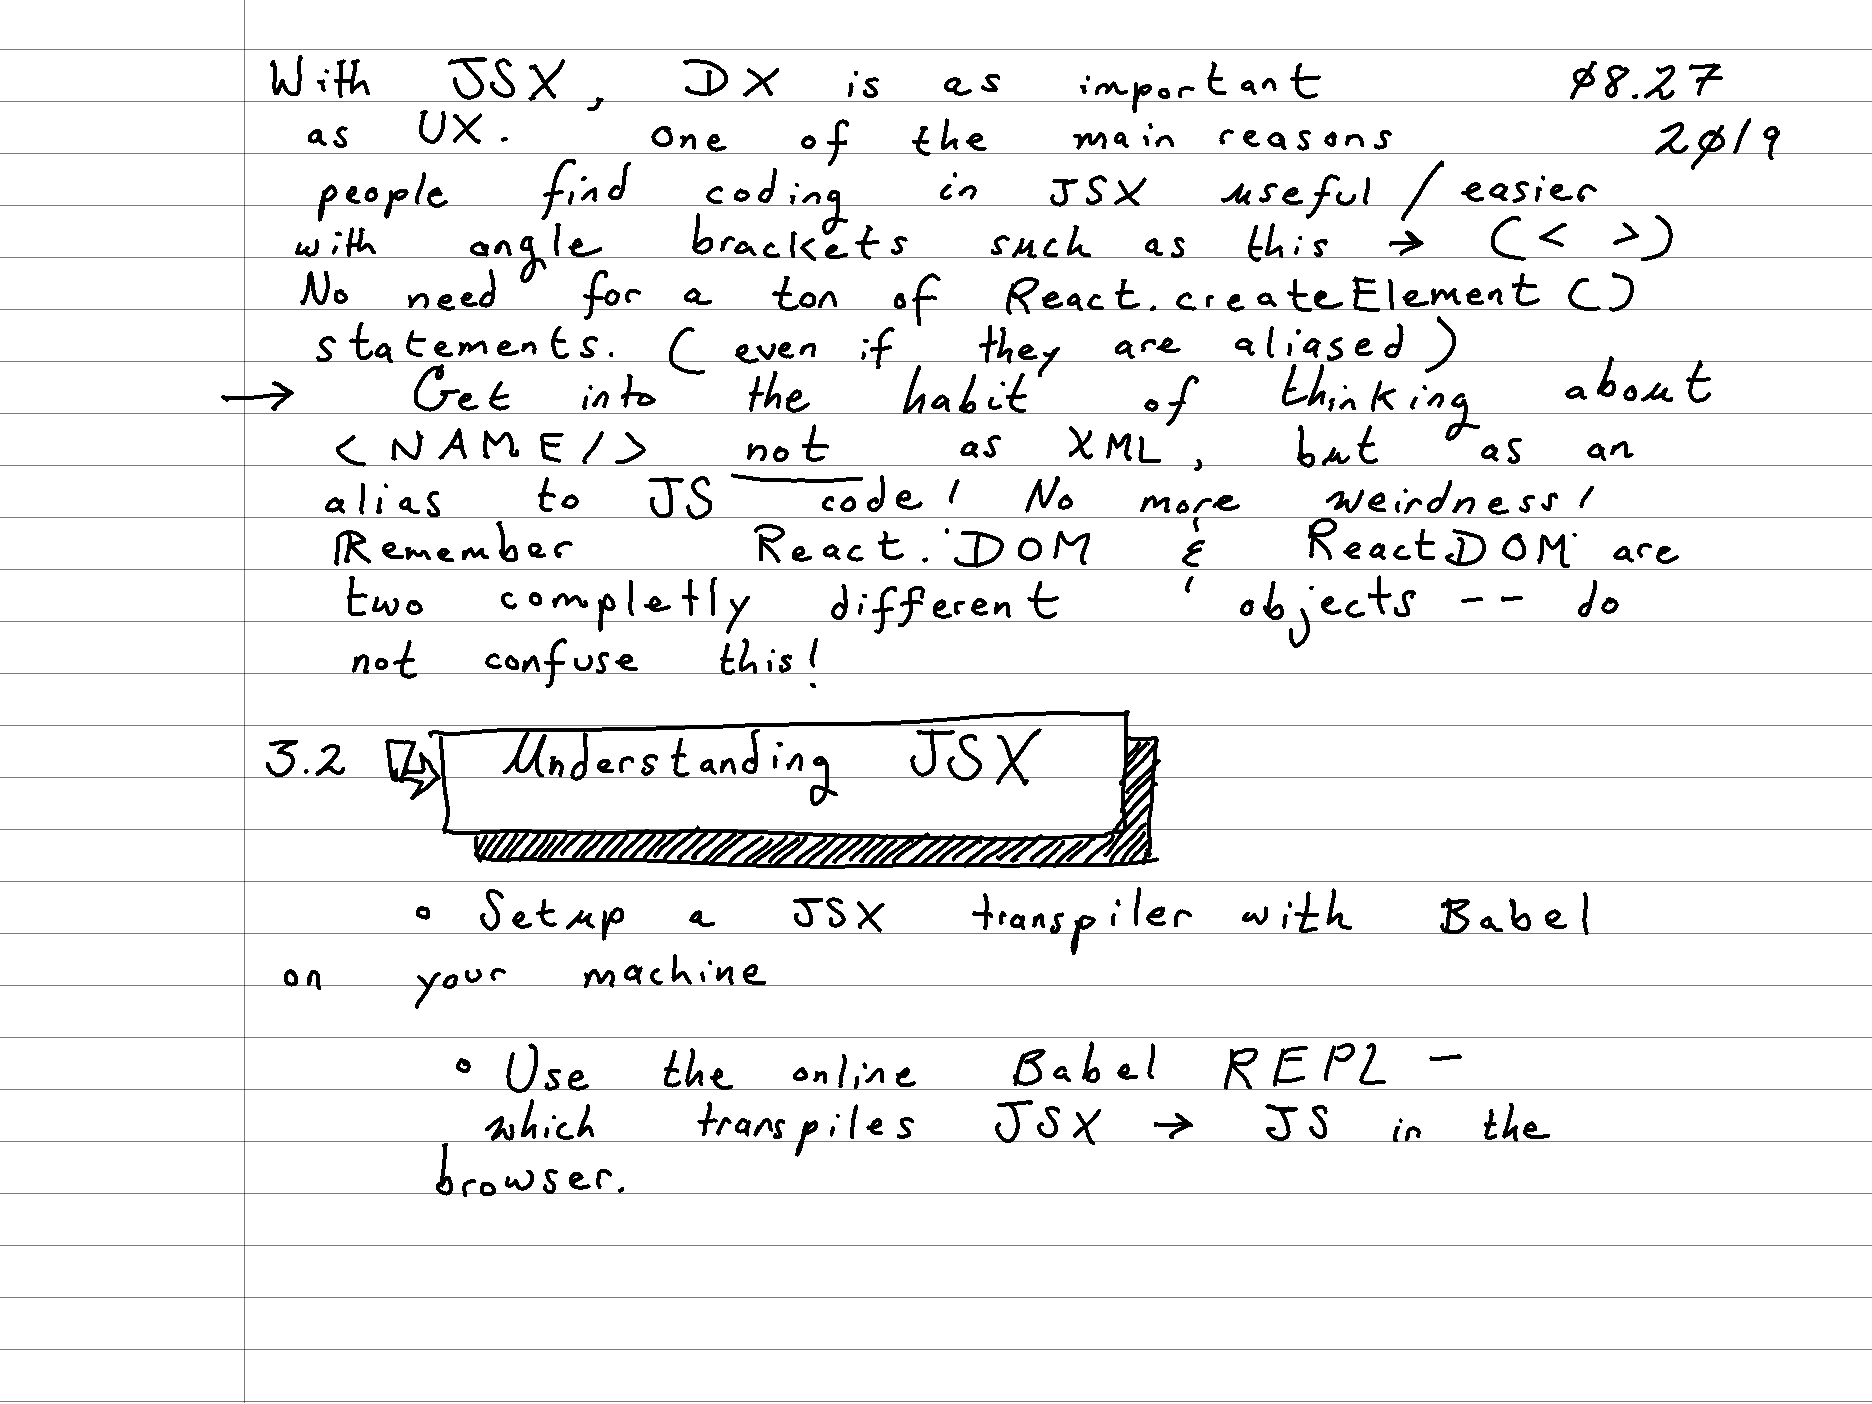 With JSX, DX is as important Ø8.27
as UX. One of the main reasons 2Ø19
people find coding in JSX useful / easier
with angle brackets such as this → (< >)
No need for a ton of React.createElement()
statements. (even if they are aliased)
→ Get into the habit of thinking about
<NAME/> not as XML, but as an
alias to JS code! No more weirdness!
Remember React.DOM & ReactDOM are
two completly different objects -- do
not confuse this!
3.2 Understanding JSX
• Setup a JSX transpiler with Babel
on your machine
• Use the online Babel REPL -
which transpiles JSX → JS in the
browser.